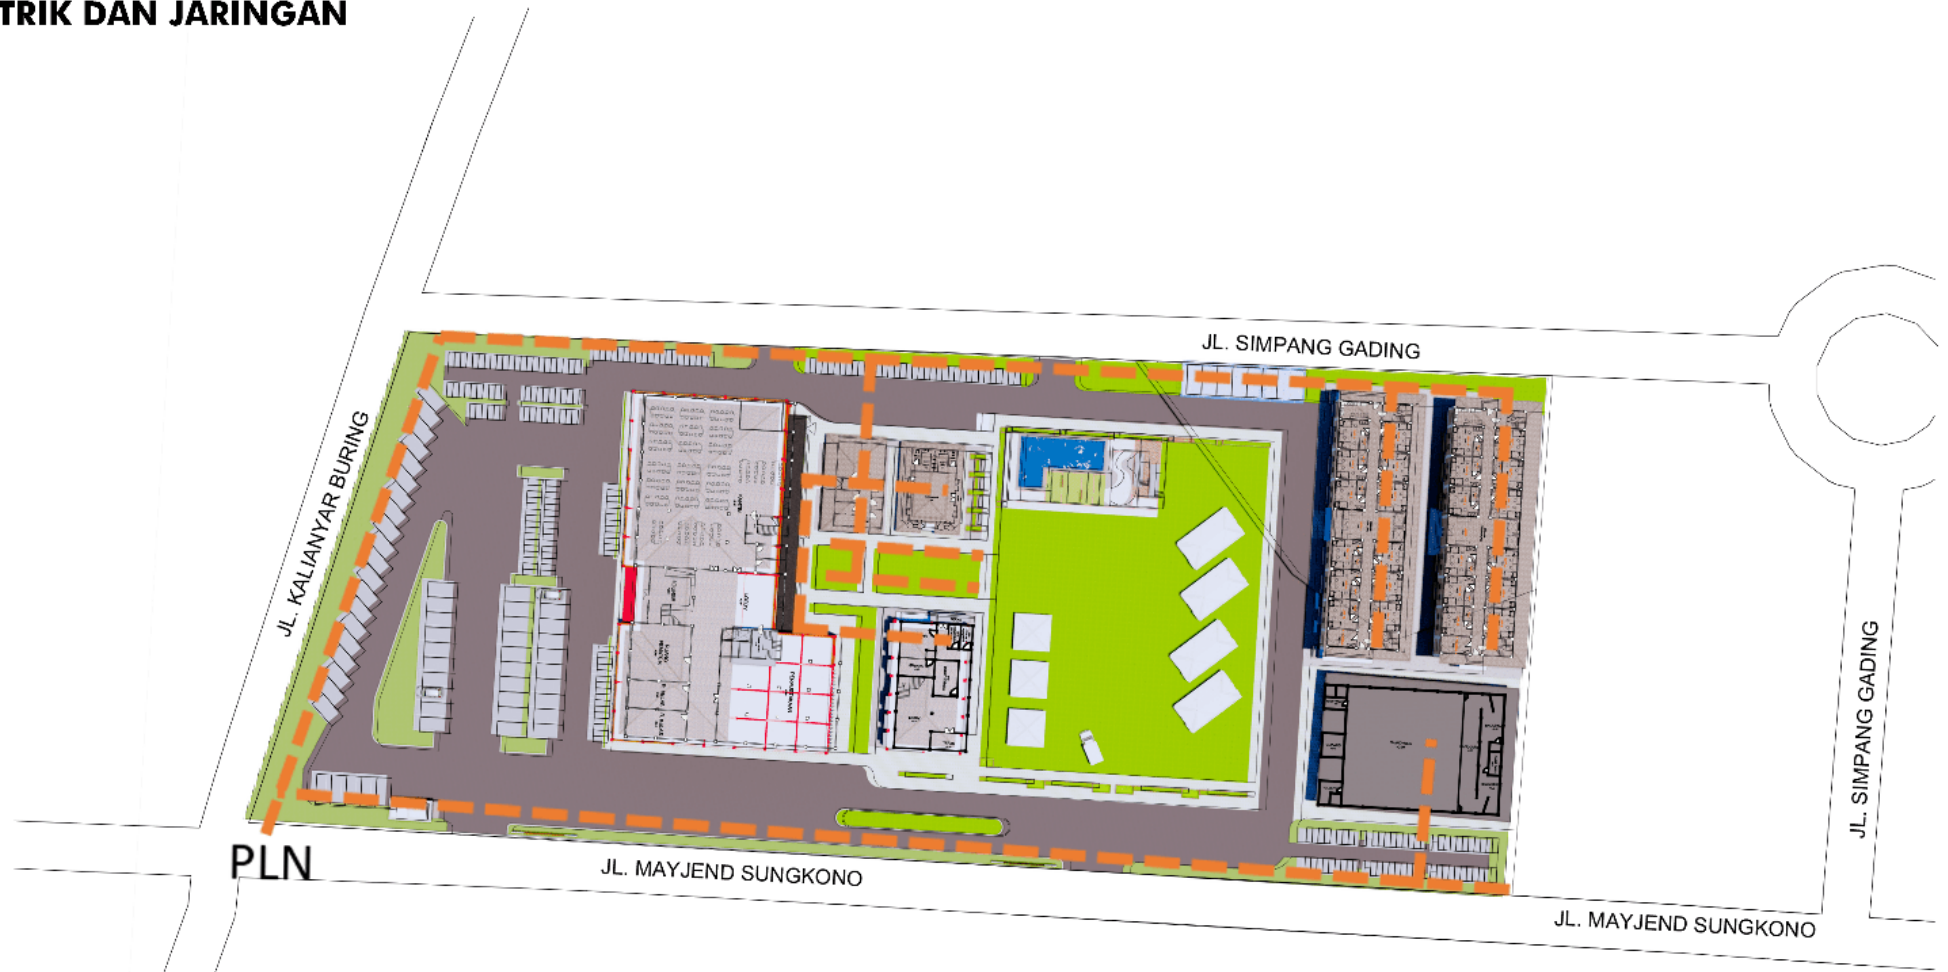 TRIK DAN JARINGAN
JL. SIMPANG GADING
JL. KALIANYAR BURING
JL. SIMPANG GADING
PLN
JL. MAYJEND SUNGKONO
JL. MAYJEND SUNGKONO